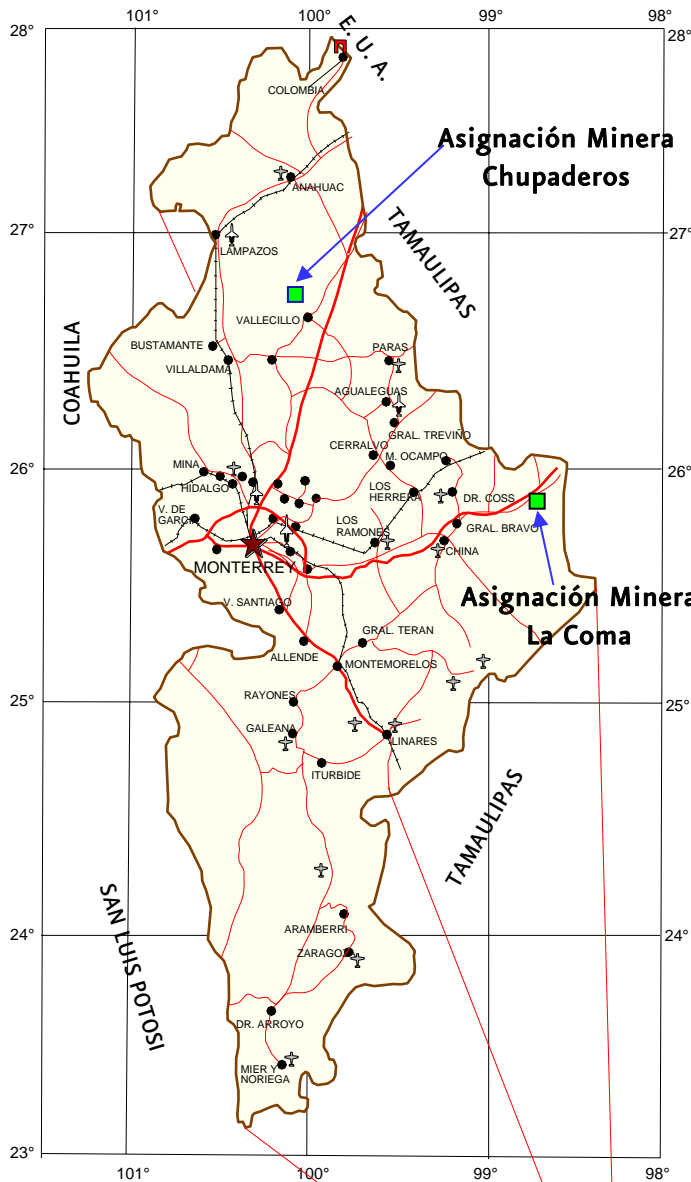 101° 100° 99° 98°
28° 28°
E. U. A.
COLOMBIA
Asignación Minera
Chupaderos
ANAHUAC
TAMAULIPAS
27° 27°
LAMPAZOS
VALLECILLO
COAHUILA
BUSTAMANTE
VILLALDAMA
PARAS
AGUALEGUAS
GRAL. TREVIÑO
CERRALVO
M. OCAMPO
26° 26°
MINA
HIDALGO
LOS
HERRERA
DR. COSS
V. DE
GARCIA
LOS
RAMONES
GRAL. BRAVO
CHINA
MONTERREY
Asignación Minera
La Coma
V. SANTIAGO
GRAL. TERAN
ALLENDE
MONTEMORELOS
25° 25°
RAYONES
GALEANA
LINARES
ITURBIDE
TAMAULIPAS
SAN LUIS POTOSI
ARAMBERRI
24° 24°
ZARAGOZA
DR. ARROYO
MIER Y
NORIEGA
23° 23°
101° 100° 99° 98°